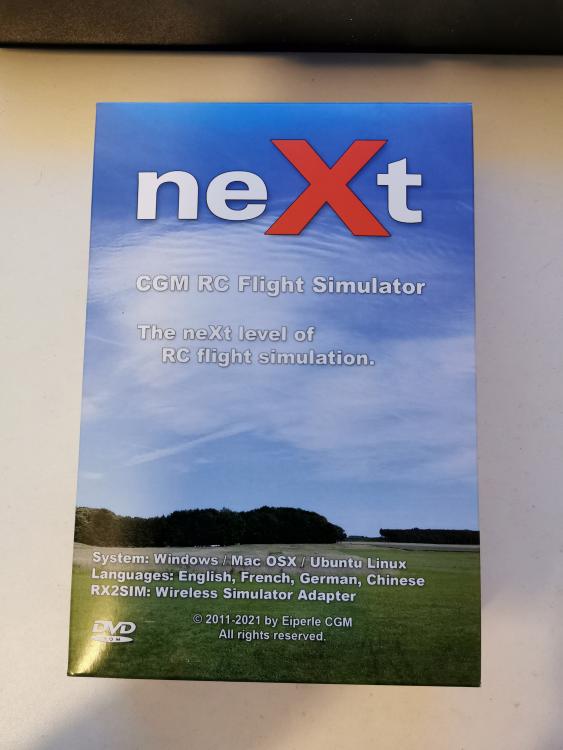 neXt
CGM RC Flight Simulator
The neXt level of
RC flight simulation.
System: Windows / Mac OSX / Ubuntu Linux
Languages: English, French, German, Chinese
RX2SIM: Wireless Simulator Adapter
© 2011-2021 by Eiperle CGM
All rights reserved.
DVD
ROM